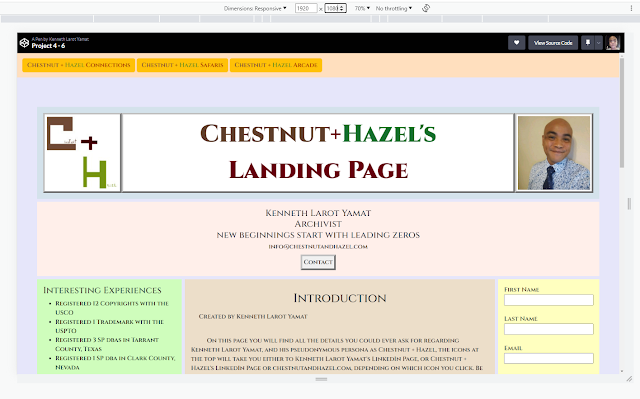 Dimensions: Responsive 1920 x 1080 70% No throttling
A Pen by Kenneth Larot Yamat
Project 4 - 6
View Source Code
Chestnut + Hazel Connections
Chestnut + Hazel Safaris
Chestnut + Hazel Arcade
C + H
Chestnut+Hazel's
Landing Page
Kenneth Larot Yamat
Archivist
new beginnings start with leading zeros
info@chestnutandhazel.com
Contact
Interesting Experiences
Registered 12 Copyrights with the
USCO
Registered 1 Trademark with the
USPTO
Registered 3 SP dbas in Tarrant
County, Texas
Registered 1 SP dba in Clark County,
Nevada
Introduction
Created by Kenneth Larot Yamat
On this page you will find all the details you could ever ask for regarding
Kenneth Larot Yamat, and his pseudonymous persona as Chestnut + Hazel. The icons at
the top will take you either to Kenneth Larot Yamat's Linkedin Page, or Chestnut +
Hazel's Linkedin Page or chestnutandhazel.com, depending on which icon you click. Be
First Name
Last Name
Email